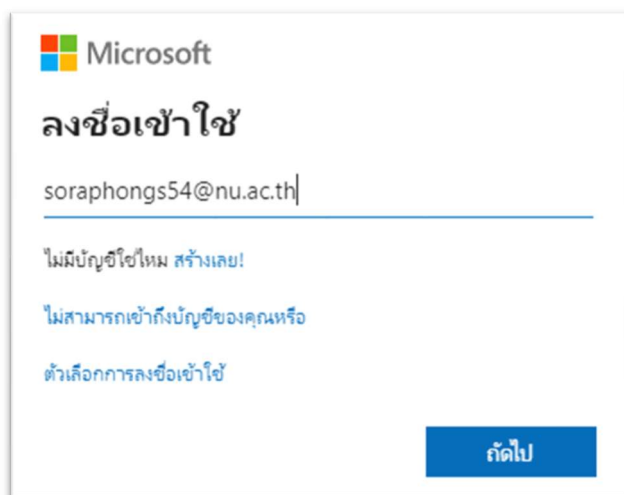 Microsoft
ลงชื่อเข้าใช้
soraphongs54@nu.ac.th
ไม่มีบัญชีใช่ไหม สร้างเลย!
ไม่สามารถเข้าถึงบัญชีของคุณหรือ
ตัวเลือกการลงชื่อเข้าใช้
ถัดไป